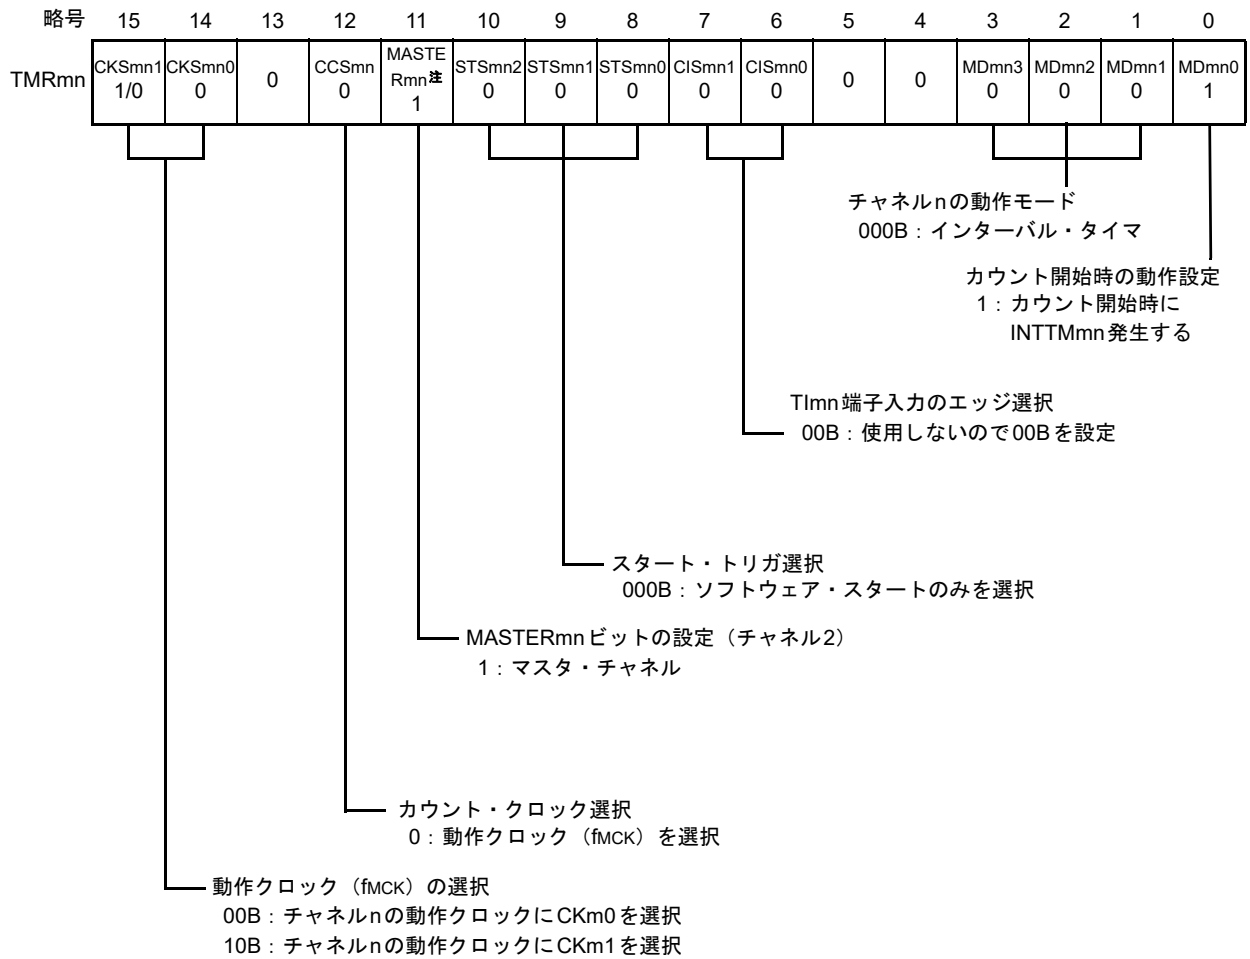 略号 15 14 13 12 11 10 9 8 7 6 5 4 3 2 1 0
TMRmn
CKSmn1
1/0
CKSmn0
0
0
CCSmn
0
MASTE
Rmn注
1
STSmn2
0
STSmn1
0
STSmn0
0
CISmn1
0
CISmn0
0
0
0
MDmn3
0
MDmn2
0
MDmn1
0
MDmn0
1
チャネルnの動作モード
000B：インターバル・タイマ
カウント開始時の動作設定
1：カウント開始時に
INTTMmn発生する
TImn端子入力のエッジ選択
00B：使用しないので00Bを設定
スタート・トリガ選択
000B：ソフトウェア・スタートのみを選択
MASTERmnビットの設定（チャネル2）
1：マスタ・チャネル
カウント・クロック選択
0：動作クロック（fMCK）を選択
動作クロック（fMCK）の選択
00B：チャネルnの動作クロックにCKm0を選択
10B：チャネルnの動作クロックにCKm1を選択